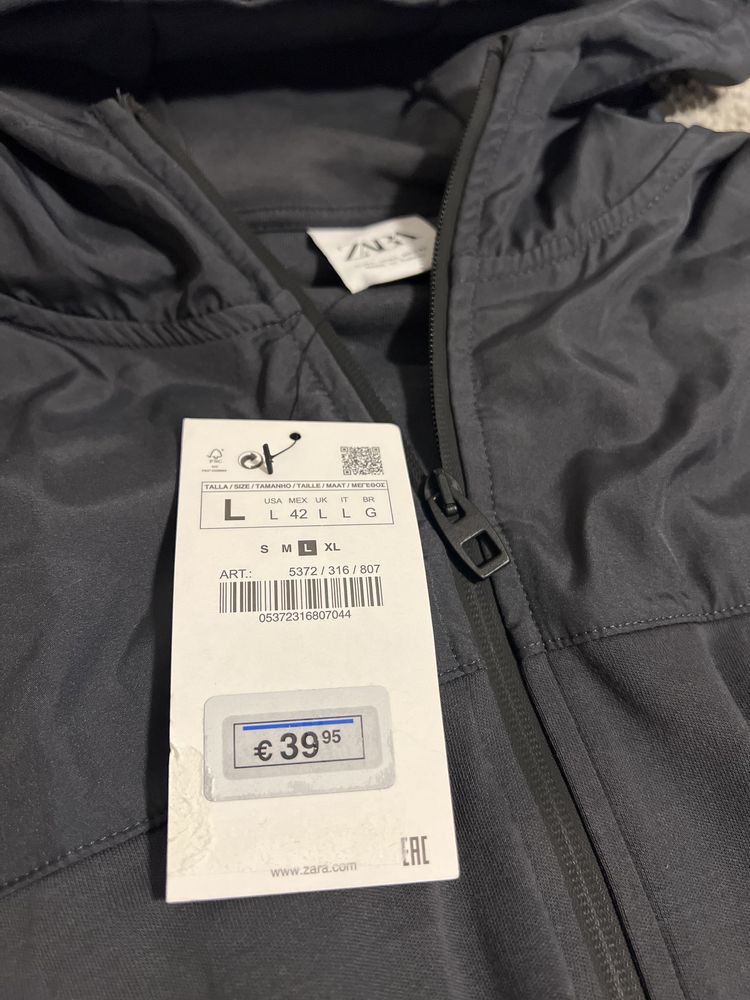 ZARA
FSC
TALLA / SIZE / TAMANHO / TAILLE / MAAT / ΜΕΓΕΘΟΣ
L
USA MEX UK IT BR
L 42 L L G
S M L XL
ART.: 5372 / 316 / 807
05372316807044
€ 39 95
www.zara.com
EAC